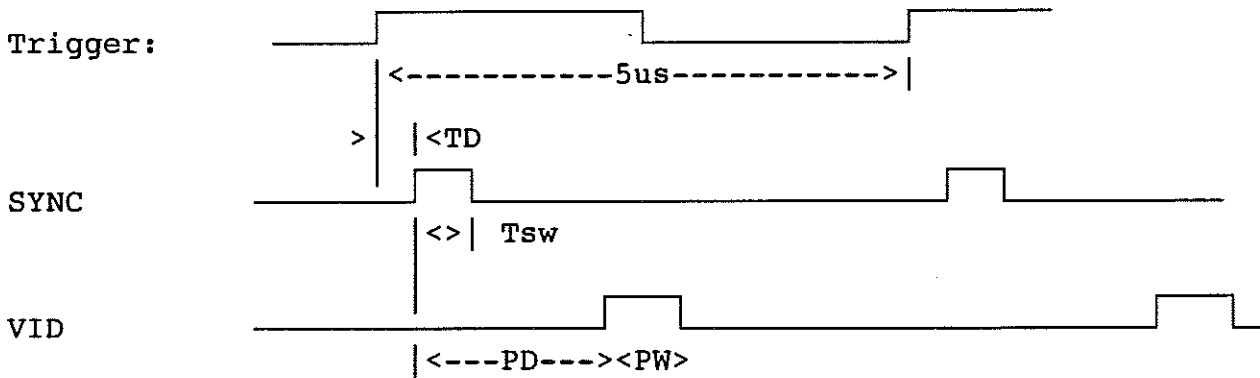 Trigger:
<-----------5us----------->|
> |<TD
SYNC
|<>| Tsw
VID
|<---PD---><PW>